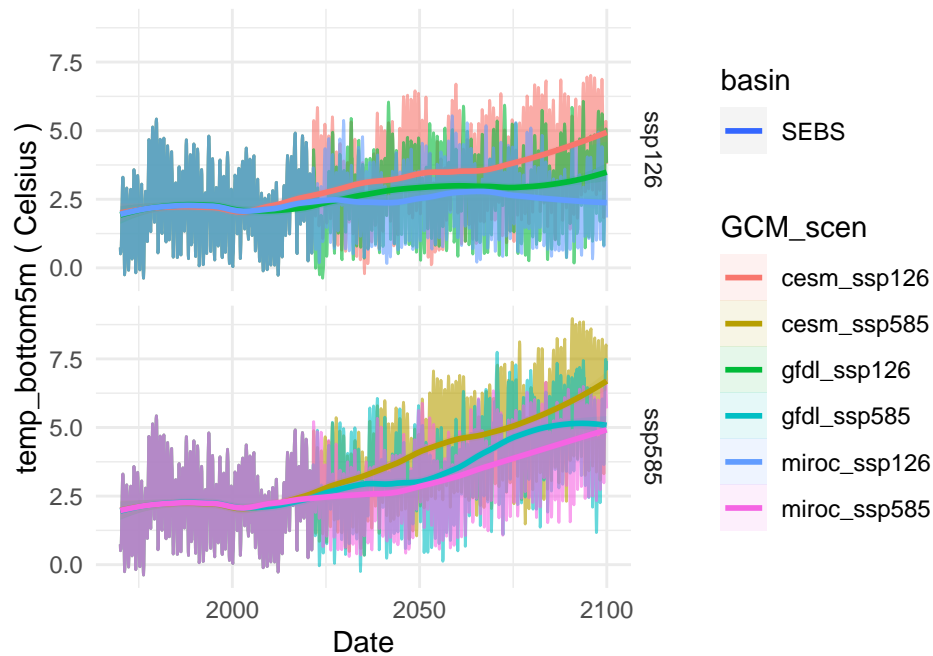 temp_bottom5m ( Celsius )
7.5
5.0
2.5
0.0
ssp126
7.5
5.0
2.5
0.0
ssp585
2000
2050
2100
Date
basin
SEBS
GCM_scen
cesm_ssp126
cesm_ssp585
gfdl_ssp126
gfdl_ssp585
miroc_ssp126
miroc_ssp585